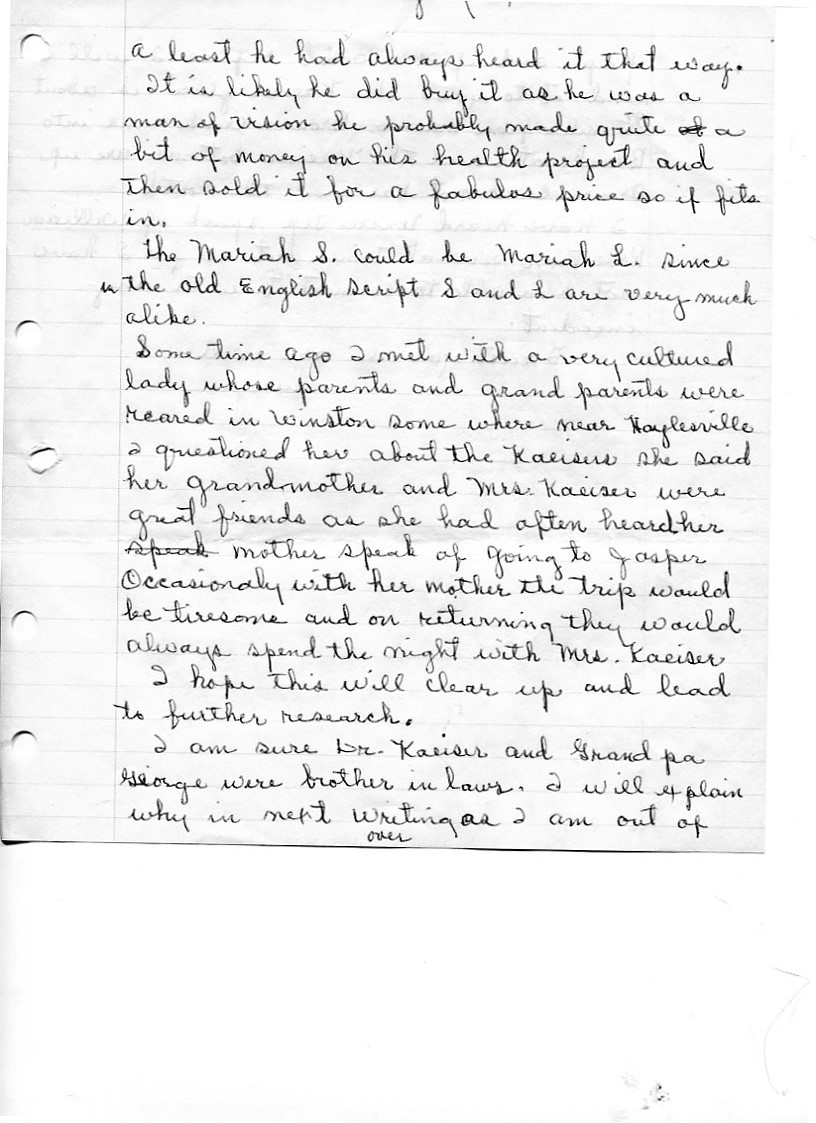 a least he had always heard it that way.
It is likely he did buy it as he was a
man of vision he probably made quite a
bit of money on his health project and
then sold it for a fabulos price so if fits
in.
The Mariah S. could be Mariah L. since
in the old English script S and L are very much
alike.
Some time ago I met with a very cultured
lady whose parents and grand parents were
reared in Winston some where near Haylesville
I questioned her about the Kaeisers she said
her grandmother and Mrs. Kaeiser were
great friends as she had often heard her
speak mother speak of going to Jasper
Occasionaly with her mother the trip would
be tiresome and on returning they would
always spend the night with Mrs. Kaeiser
I hope this will clear up and lead
to further research.
I am sure Dr. Kaeiser and Grand pa
George were brother in laws. I will explain
why in next writing as I am out of
over